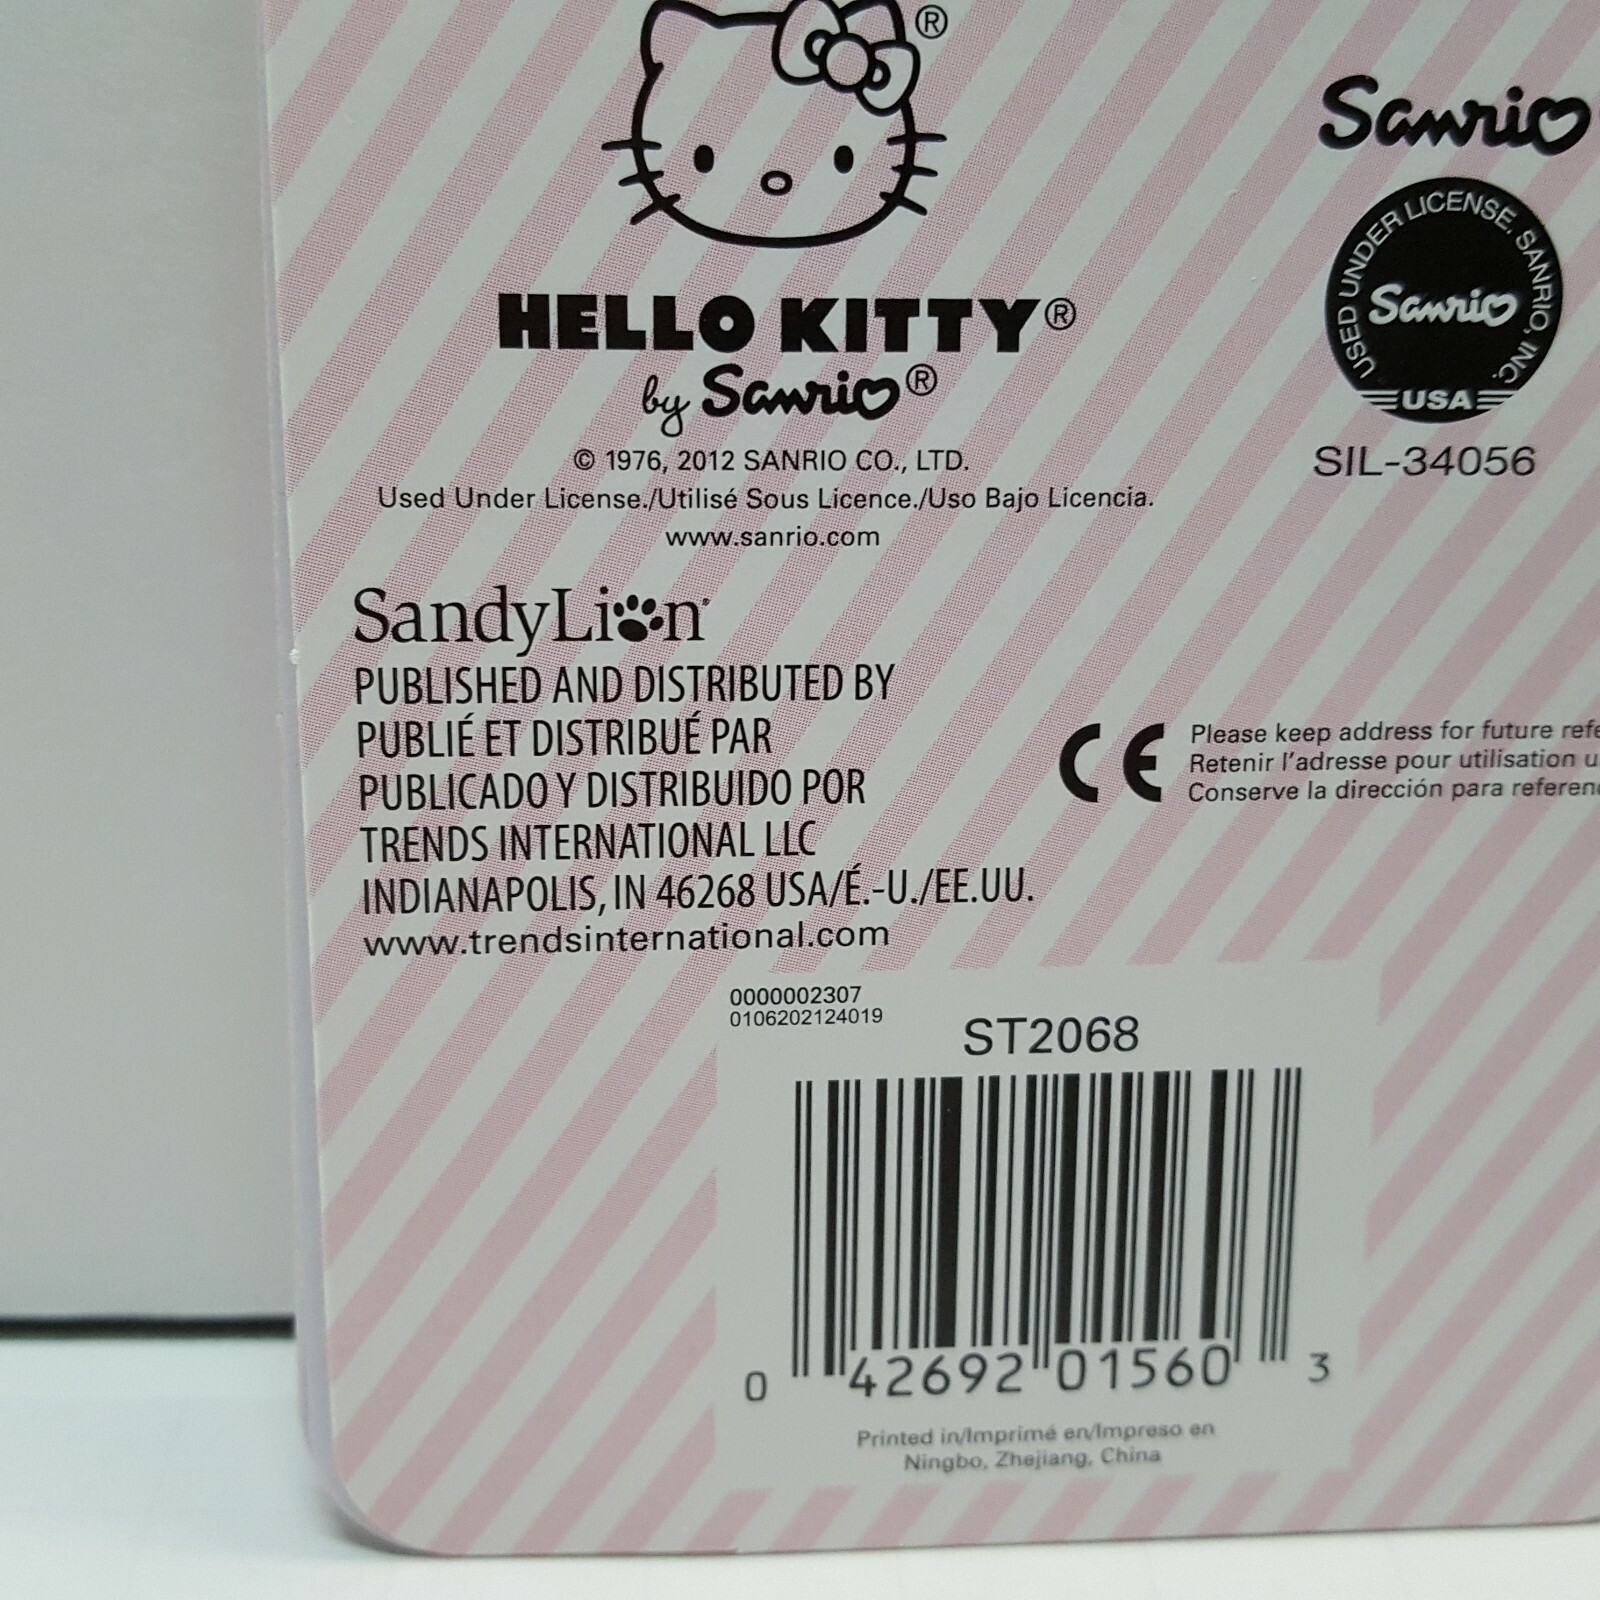 ®
Sanrio
USED UNDER LICENSE, SANRIO, INC.
Sanrio
USA
SIL-34056
HELLO KITTY®
by Sanrio®
© 1976, 2012 SANRIO CO., LTD.
Used Under License./Utilisé Sous Licence./Uso Bajo Licencia.
www.sanrio.com
SandyLion
PUBLISHED AND DISTRIBUTED BY
PUBLIÉ ET DISTRIBUÉ PAR
PUBLICADO Y DISTRIBUIDO POR
TRENDS INTERNATIONAL LLC
INDIANAPOLIS, IN 46268 USA/É.-U./EE.UU.
www.trendsinternational.com
CE
Please keep address for future
Retenir l'adresse pour utilisation
Conserve la dirección para
0000002307
0106202124019
ST2068
0 42692 01560 3
Printed in/Imprimé en/Impreso en
Ningbo, Zhejiang, China